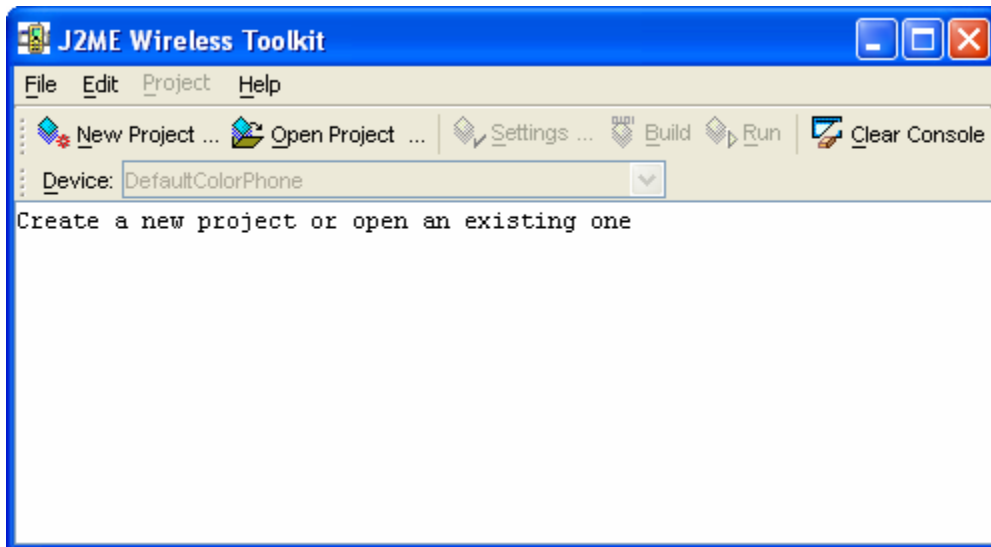 J2ME Wireless Toolkit
File Edit Project Help
New Project ... Open Project ... Settings ... Build Run Clear Console
Device: DefaultColorPhone
Create a new project or open an existing one